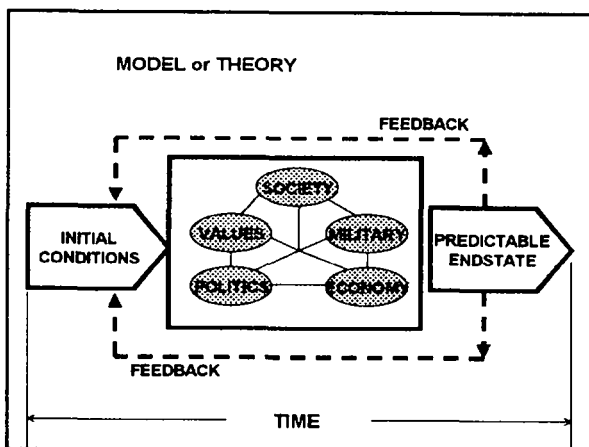 MODEL or THEORY
FEEDBACK
SOCIETY
VALUES
MILITARY
INITIAL
CONDITIONS
PREDICTABLE
ENDSTATE
POLITICS
ECONOMY
FEEDBACK
TIME